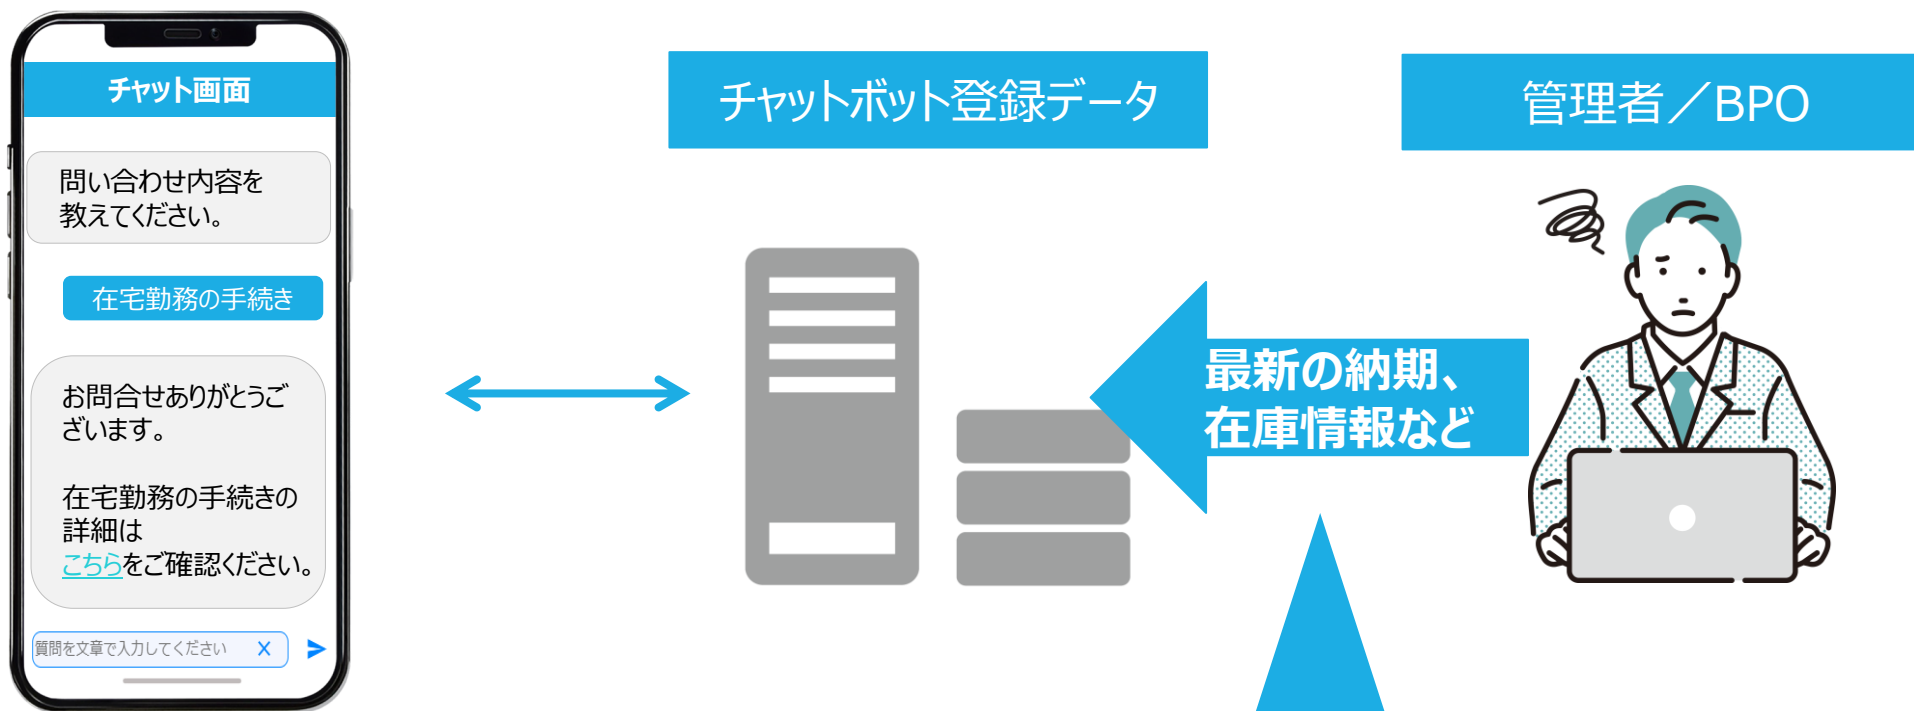 チャット画面
問い合わせ内容を
教えてください。
在宅勤務の手続き
お問合せありがとうご
ざいます。
在宅勤務の手続きの
詳細は
こちらをご確認ください。
質問を文章で入力してください
チャットボット登録データ
最新の納期、
在庫情報など
管理者／BPO